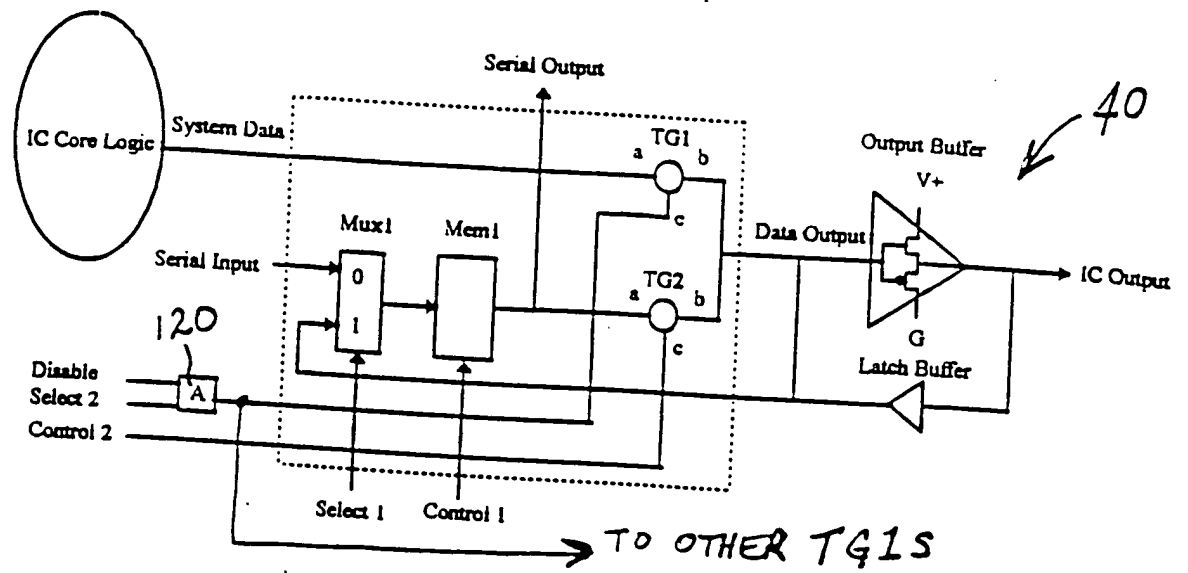 Serial Output
40
IC Core Logic
System Data
TG1
a
b
c
Output Buffer
V+
Mux1
Mem1
Data Output
Serial Input
0
1
TG2
a
b
c
IC Output
G
120
Latch Buffer
Disable
Select 2
A
Control 2
Select 1
Control 1
TO OTHER TG1S